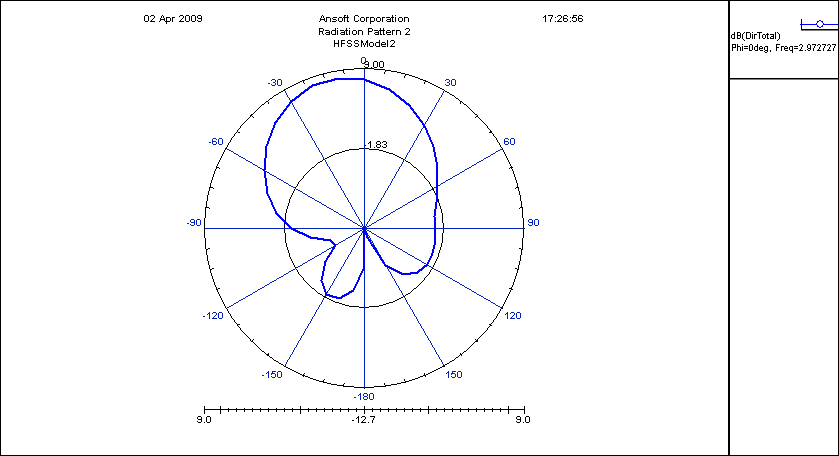 02 Apr 2009 Ansoft Corporation 17:26:56
Radiation Pattern 2
HFSSModel2
dB(DirTotal)
Phi=0deg, Freq=2.972727
0
9.00
-30 30
-1.83
-60 60
-90 90
-120 120
-150 150
-180
9.0 -12.7 9.0